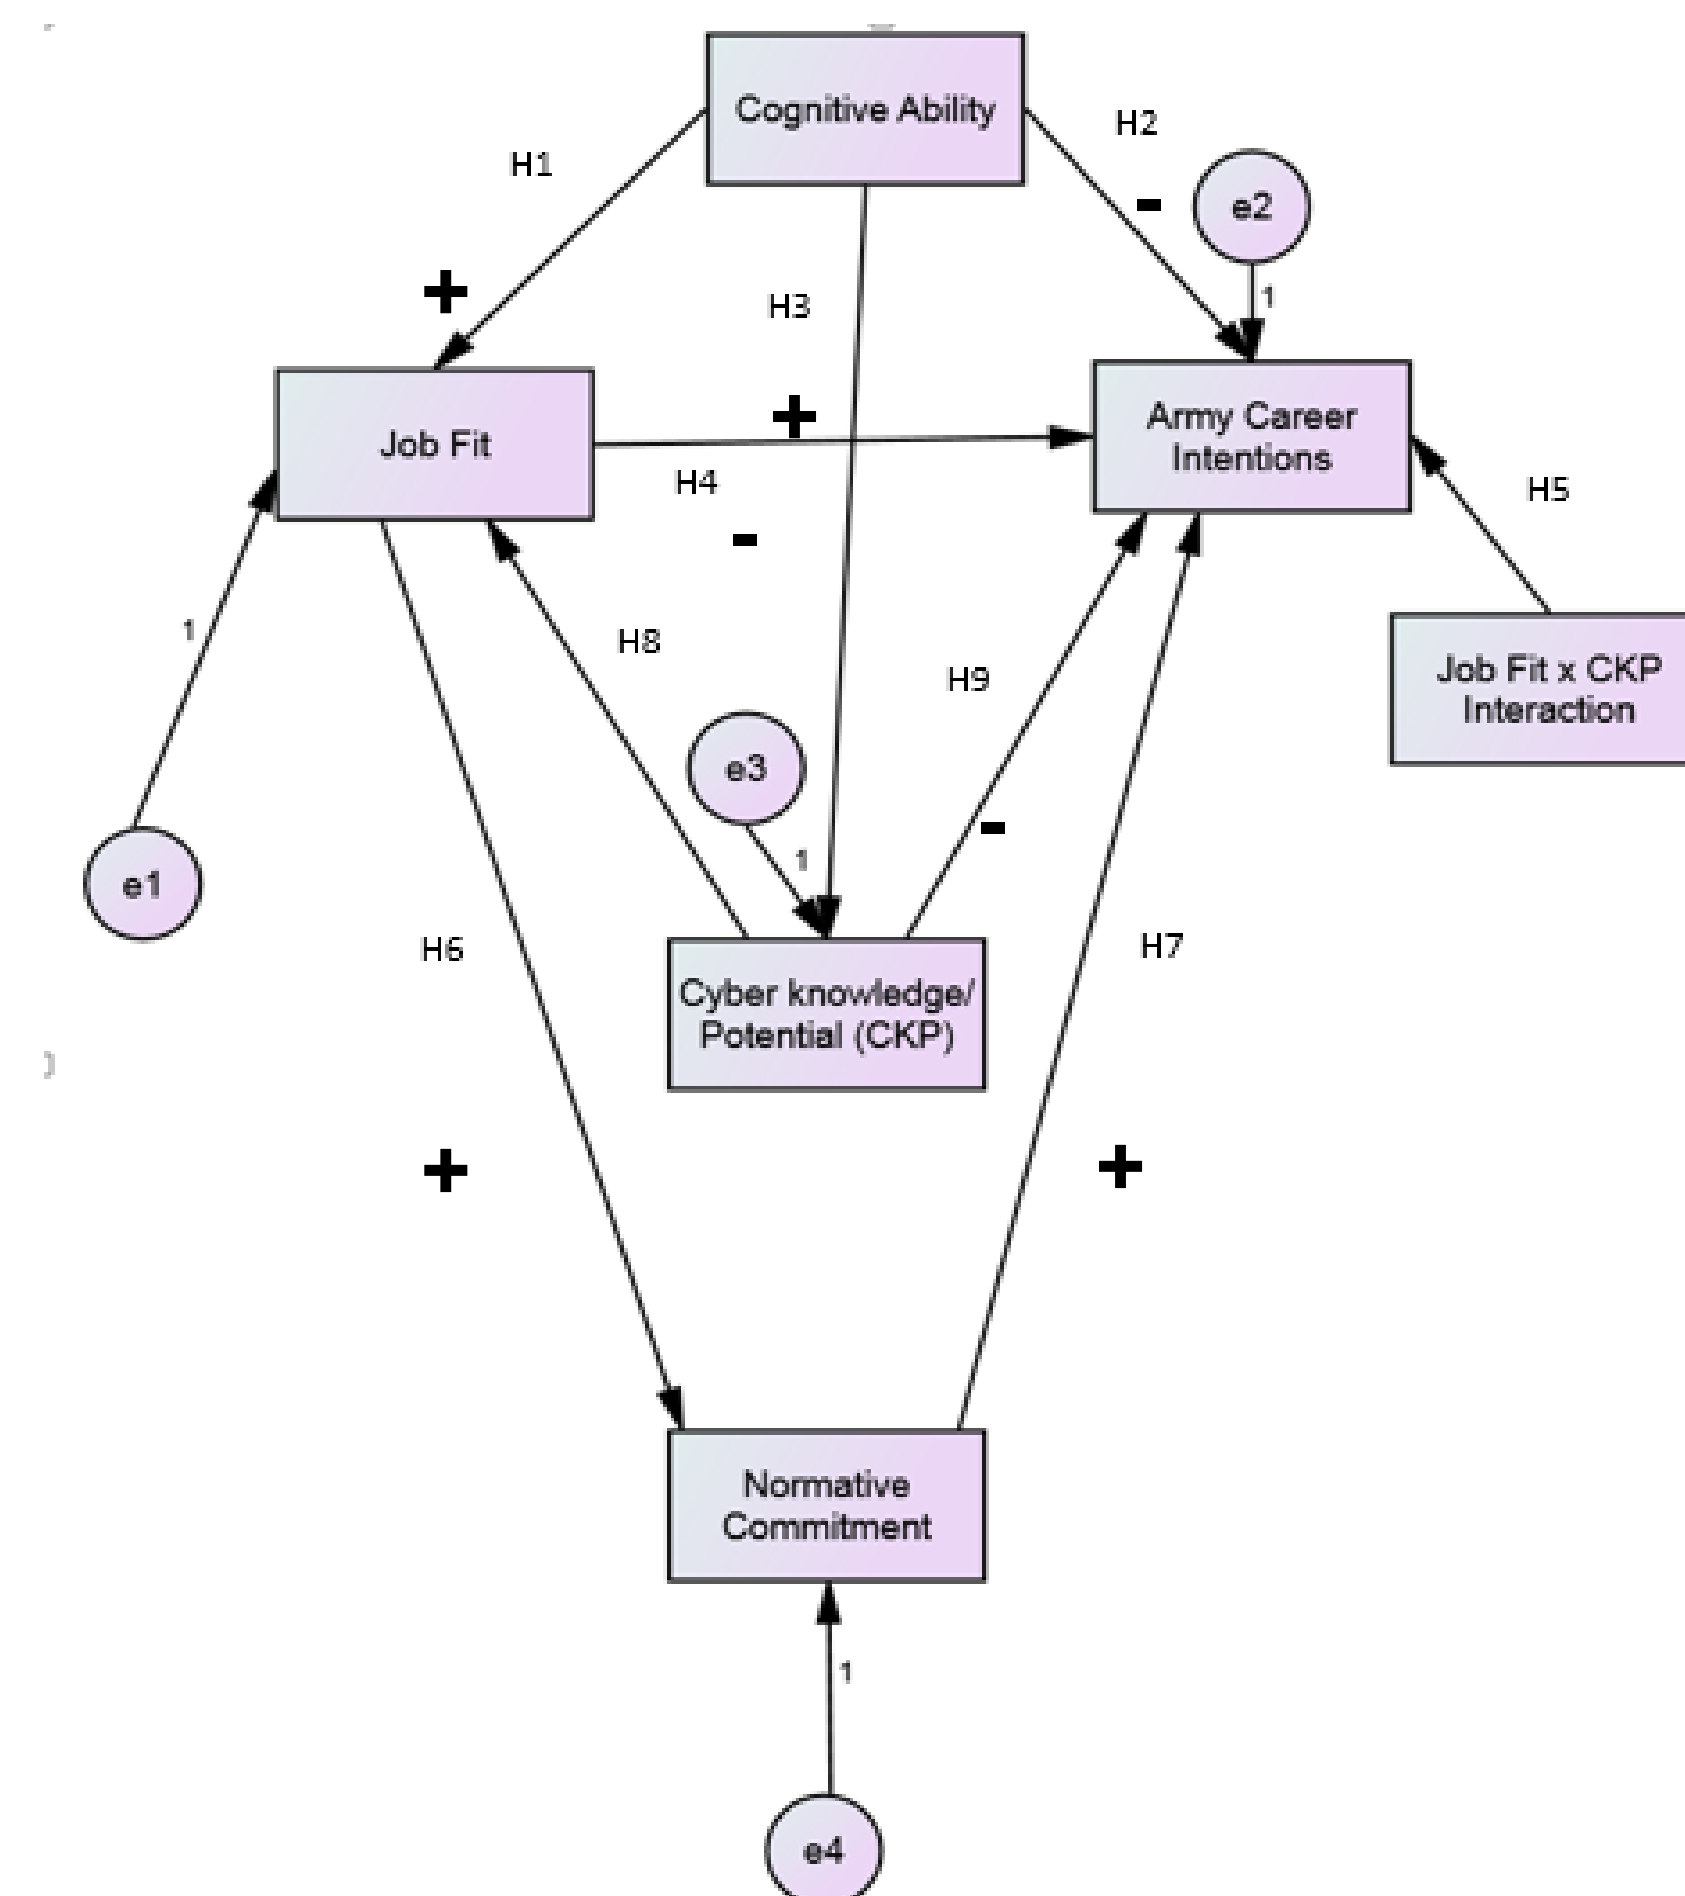 Cognitive Ability
H2
H1
-
e2
+
H3
1
+
Army Career
Intentions
Job Fit
H4
H5
-
1
H8
H9
Job Fit x CKP
Interaction
e3
-
1
e1
H6
H7
Cyber knowledge/
Potential (CKP)
+
+
Normative
Commitment
1
e4